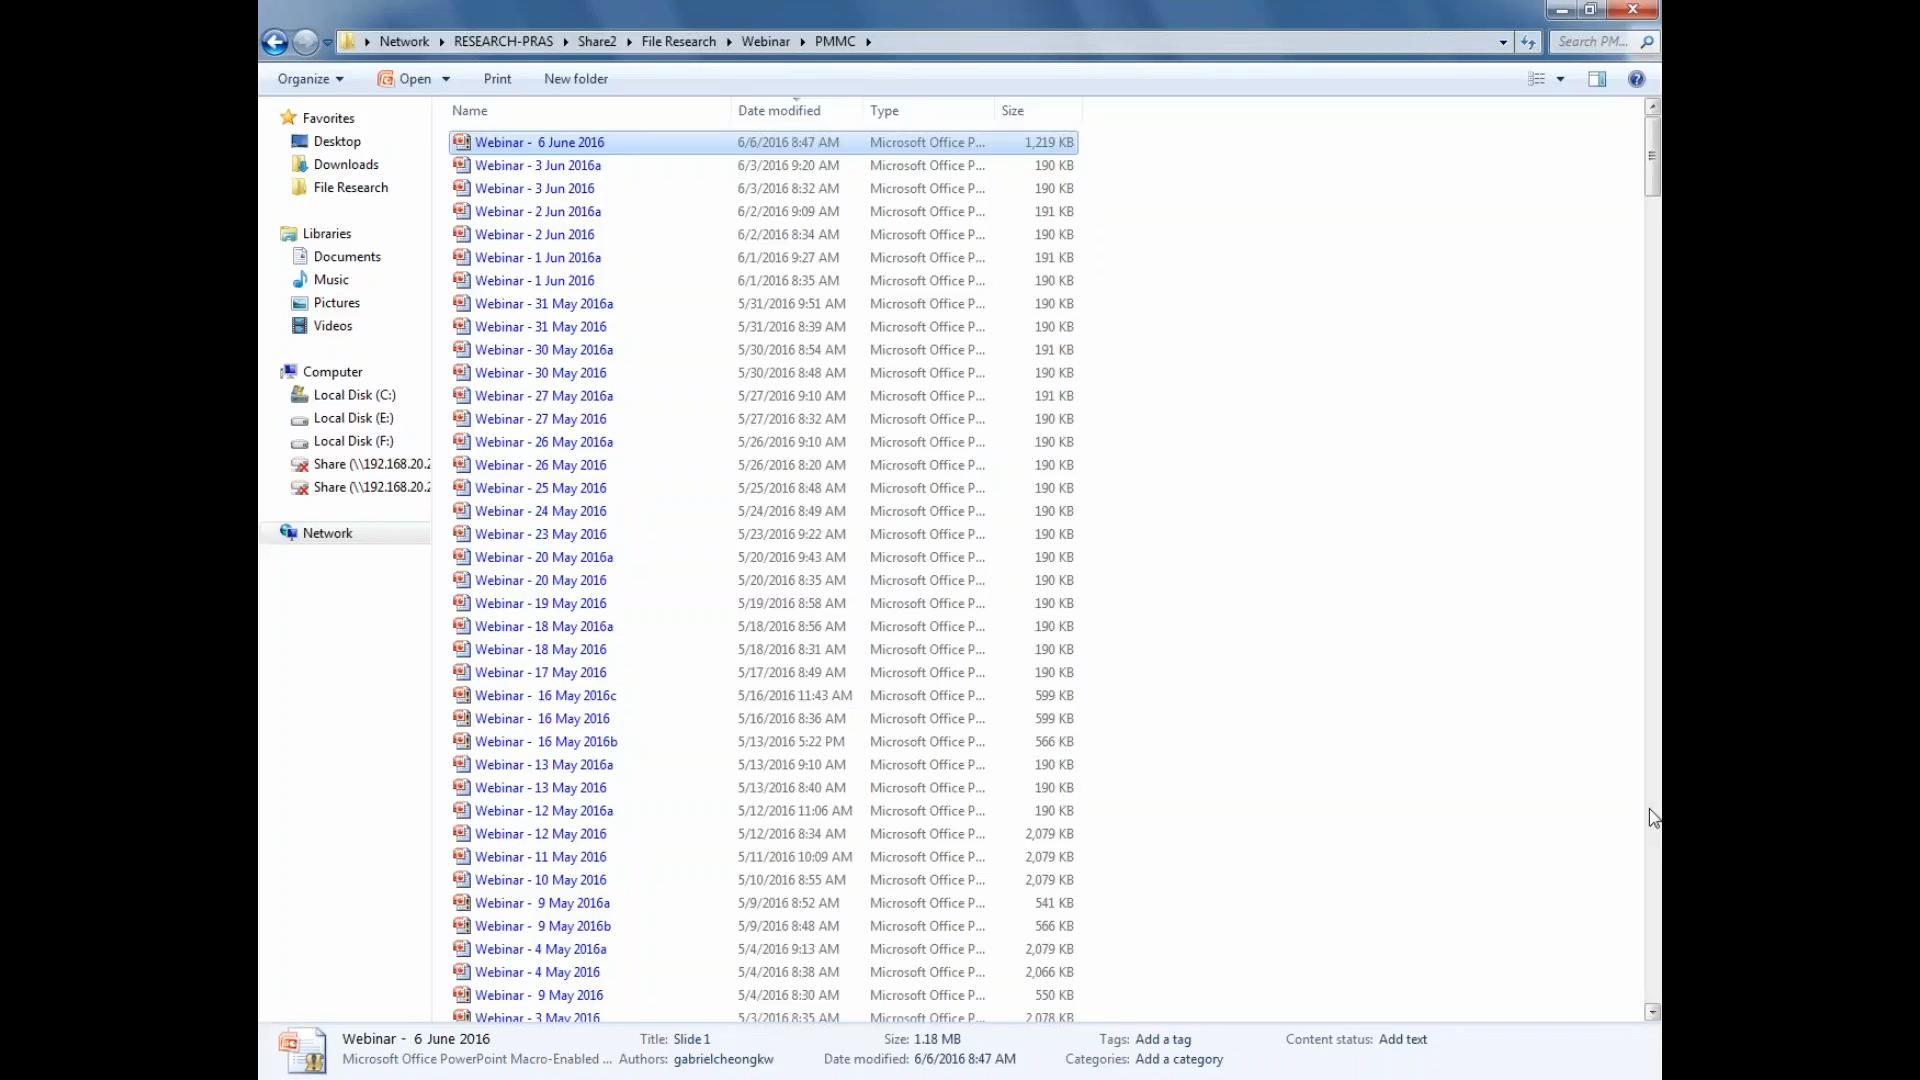 Network RESEARCH-PRAS Share2 File Research Webinar PMMC Search PM...
Organize Open Print New folder
Favorites
Desktop
Downloads
File Research
Libraries
Documents
Music
Pictures
Videos
Computer
Local Disk (C:)
Local Disk (E:)
Local Disk (F:)
Share (\\192.168.20.2
Share (\\192.168.20.2
Network
Name Date modified Type Size
Webinar -  6 June 2016 6/6/2016 8:47 AM Microsoft Office P... 1,219 KB
Webinar - 3 Jun 2016a 6/3/2016 9:20 AM Microsoft Office P... 190 KB
Webinar - 3 Jun 2016 6/3/2016 8:32 AM Microsoft Office P... 190 KB
Webinar - 2 Jun 2016a 6/2/2016 9:09 AM Microsoft Office P... 191 KB
Webinar - 2 Jun 2016 6/2/2016 8:34 AM Microsoft Office P... 190 KB
Webinar - 1 Jun 2016a 6/1/2016 9:27 AM Microsoft Office P... 191 KB
Webinar - 1 Jun 2016 6/1/2016 8:35 AM Microsoft Office P... 190 KB
Webinar - 31 May 2016a 5/31/2016 9:51 AM Microsoft Office P... 190 KB
Webinar - 31 May 2016 5/31/2016 8:39 AM Microsoft Office P... 190 KB
Webinar - 30 May 2016a 5/30/2016 8:54 AM Microsoft Office P... 191 KB
Webinar - 30 May 2016 5/30/2016 8:48 AM Microsoft Office P... 190 KB
Webinar - 27 May 2016a 5/27/2016 9:10 AM Microsoft Office P... 191 KB
Webinar - 27 May 2016 5/27/2016 8:32 AM Microsoft Office P... 190 KB
Webinar - 26 May 2016a 5/26/2016 9:10 AM Microsoft Office P... 190 KB
Webinar - 26 May 2016 5/26/2016 8:20 AM Microsoft Office P... 190 KB
Webinar - 25 May 2016 5/25/2016 8:48 AM Microsoft Office P... 190 KB
Webinar - 24 May 2016 5/24/2016 8:49 AM Microsoft Office P... 190 KB
Webinar - 23 May 2016 5/23/2016 9:22 AM Microsoft Office P... 190 KB
Webinar - 20 May 2016a 5/20/2016 9:43 AM Microsoft Office P... 190 KB
Webinar - 20 May 2016 5/20/2016 8:35 AM Microsoft Office P... 190 KB
Webinar - 19 May 2016 5/19/2016 8:58 AM Microsoft Office P... 190 KB
Webinar - 18 May 2016a 5/18/2016 8:56 AM Microsoft Office P... 190 KB
Webinar - 18 May 2016 5/18/2016 8:31 AM Microsoft Office P... 190 KB
Webinar - 17 May 2016 5/17/2016 8:49 AM Microsoft Office P... 190 KB
Webinar -  16 May 2016c 5/16/2016 11:43 AM Microsoft Office P... 599 KB
Webinar -  16 May 2016 5/16/2016 8:36 AM Microsoft Office P... 599 KB
Webinar -  16 May 2016b 5/13/2016 5:22 PM Microsoft Office P... 566 KB
Webinar - 13 May 2016a 5/13/2016 9:10 AM Microsoft Office P... 190 KB
Webinar - 13 May 2016 5/13/2016 8:40 AM Microsoft Office P... 190 KB
Webinar - 12 May 2016a 5/12/2016 11:06 AM Microsoft Office P... 190 KB
Webinar - 12 May 2016 5/12/2016 8:34 AM Microsoft Office P... 2,079 KB
Webinar - 11 May 2016 5/11/2016 10:09 AM Microsoft Office P... 2,079 KB
Webinar - 10 May 2016 5/10/2016 8:55 AM Microsoft Office P... 2,079 KB
Webinar -  9 May 2016a 5/9/2016 8:52 AM Microsoft Office P... 541 KB
Webinar -  9 May 2016b 5/9/2016 8:48 AM Microsoft Office P... 566 KB
Webinar - 4 May 2016a 5/4/2016 9:13 AM Microsoft Office P... 2,079 KB
Webinar - 4 May 2016 5/4/2016 8:38 AM Microsoft Office P... 2,066 KB
Webinar -  9 May 2016 5/4/2016 8:30 AM Microsoft Office P... 550 KB
Webinar - 3 May 2016 5/3/2016 8:35 AM Microsoft Office P... 2,078 KB
Webinar -  6 June 2016 Title: Slide 1 Size: 1.18 MB Tags: Add a tag Content status: Add text
Microsoft Office PowerPoint Macro-Enabled ... Authors: gabrielcheongkw Date modified: 6/6/2016 8:47 AM Categories: Add a category